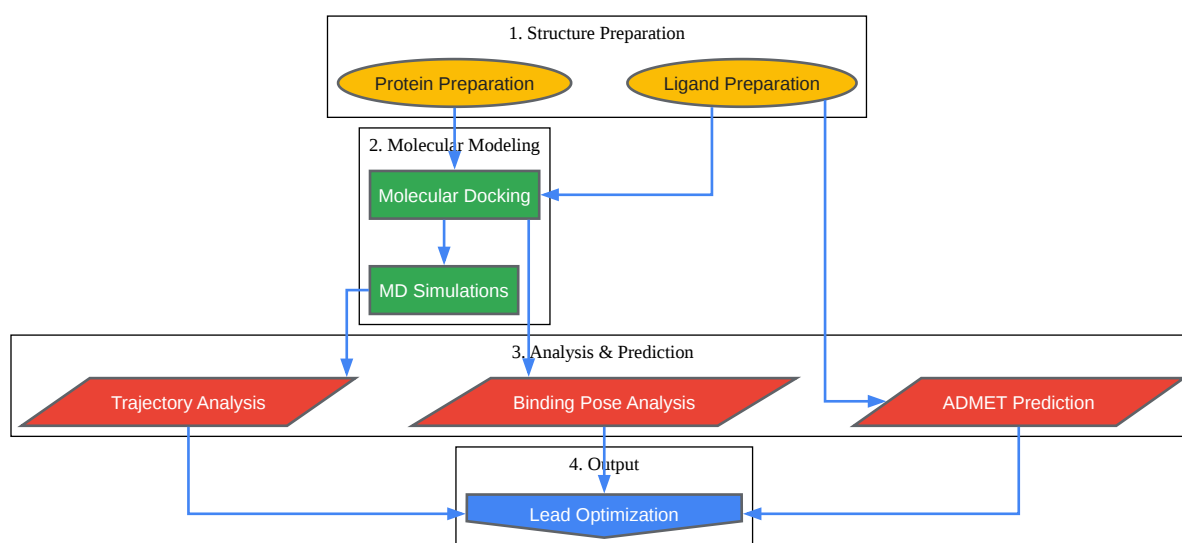 1. Structure Preparation
Protein Preparation
Ligand Preparation
2. Molecular Modeling
Molecular Docking
MD Simulations
3. Analysis & Prediction
Trajectory Analysis
Binding Pose Analysis
ADMET Prediction
4. Output
Lead Optimization